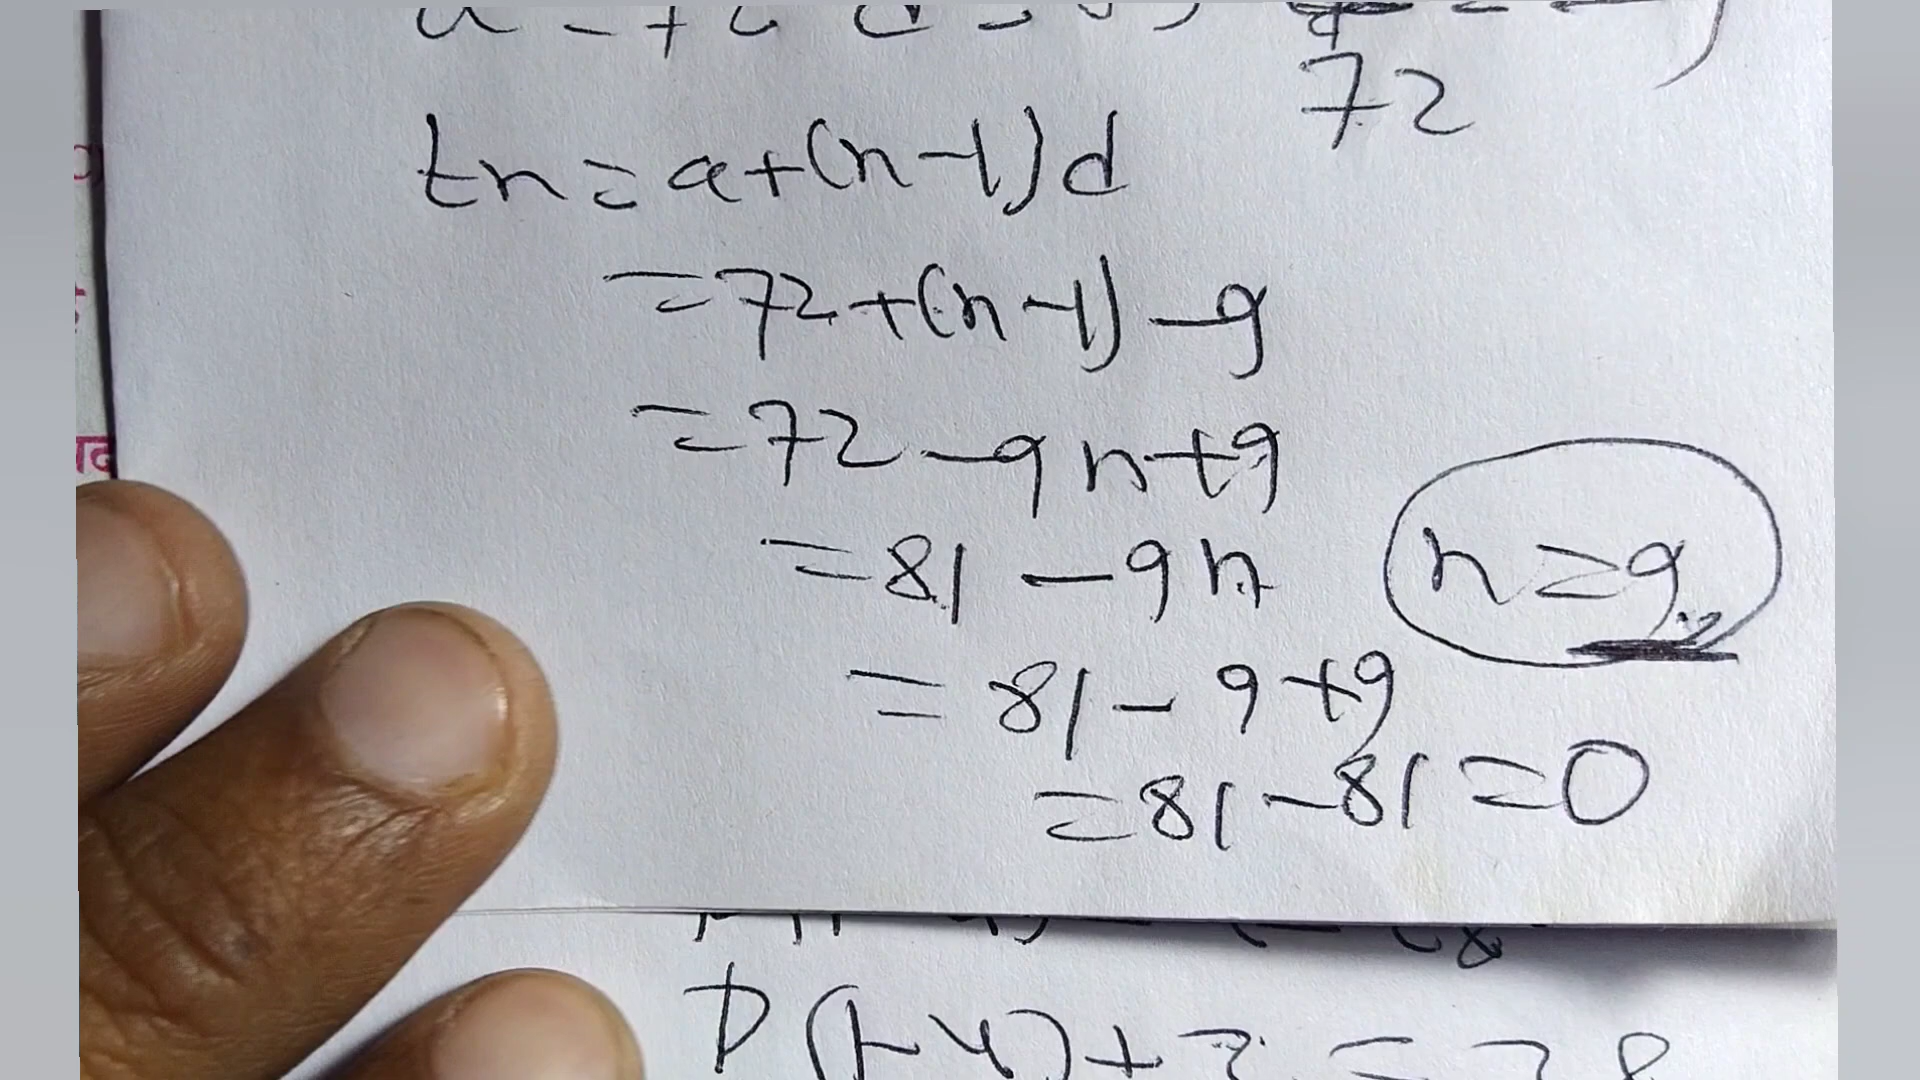 72
tn = a+(n-1)d
= 72+(n-1)-9
= 72-9n+9
= 81-9n
n=9
= 81-9+9
= 81-81=0